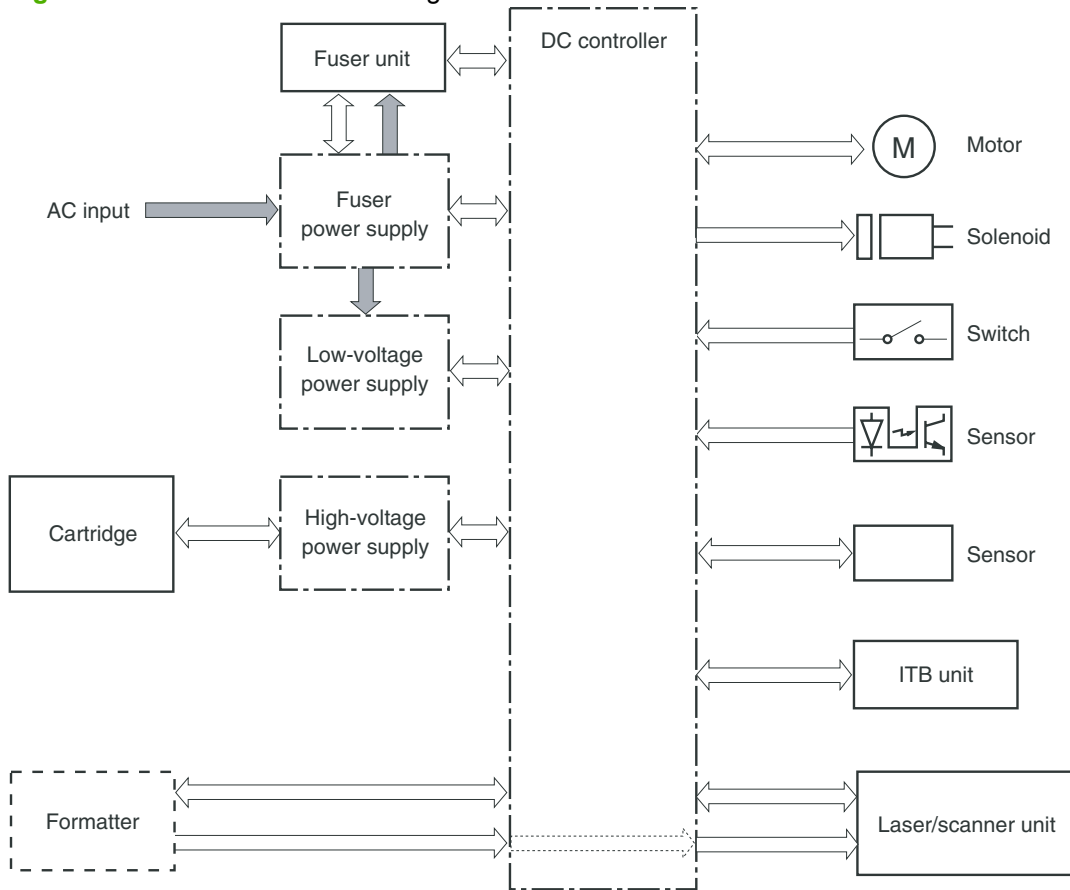 DC controller
Fuser unit
M
Motor
AC input
Fuser
power supply
Solenoid
Switch
Low-voltage
power supply
Sensor
Cartridge
High-voltage
power supply
Sensor
ITB unit
Formatter
Laser/scanner unit